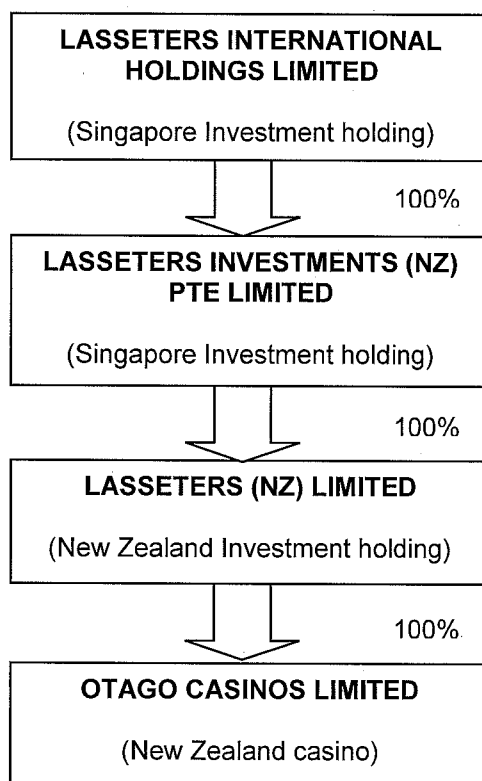 LASSETERS INTERNATIONAL
HOLDINGS LIMITED
(Singapore Investment holding)
100%
LASSETERS INVESTMENTS (NZ)
PTE LIMITED
(Singapore Investment holding)
100%
LASSETERS (NZ) LIMITED
(New Zealand Investment holding)
100%
OTAGO CASINOS LIMITED
(New Zealand casino)